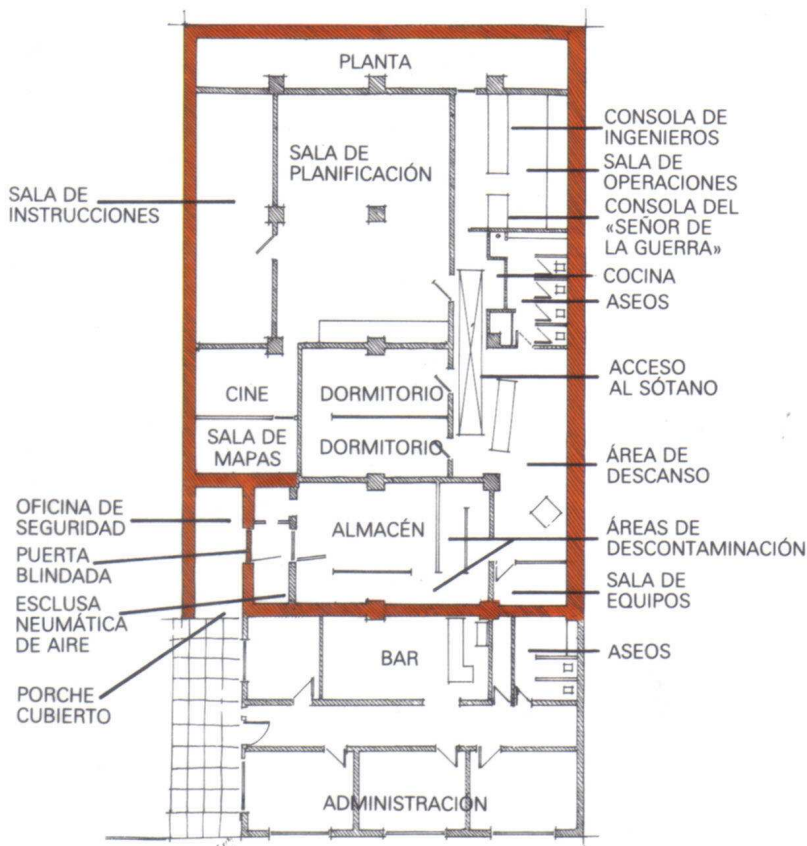 PLANTA
CONSOLA DE
INGENIEROS
SALA DE
PLANIFICACIÓN
SALA DE
OPERACIONES
SALA DE
INSTRUCCIONES
CONSOLA DEL
«SEÑOR DE
LA GUERRA»
COCINA
ASEOS
ACCESO
AL SÓTANO
CINE
DORMITORIO
SALA DE
MAPAS
DORMITORIO
ÁREA DE
DESCANSO
OFICINA DE
SEGURIDAD
ALMACÉN
ÁREAS DE
DESCONTAMINACIÓN
PUERTA
BLINDADA
SALA DE
EQUIPOS
ESCLUSA
NEUMÁTICA
DE AIRE
BAR
ASEOS
PORCHE
CUBIERTO
ADMINISTRACIÓN